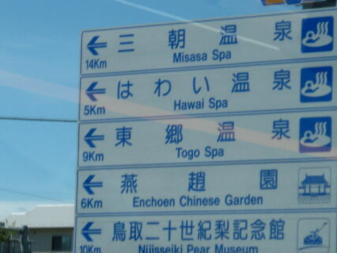 三朝温泉
14Km Misasa Spa
はわい温泉
5Km Hawai Spa
東郷温泉
9Km Togo Spa
燕趙園
6Km Enchoen Chinese Garden
鳥取二十世紀梨記念館
10Km Nijisseiki Pear Museum